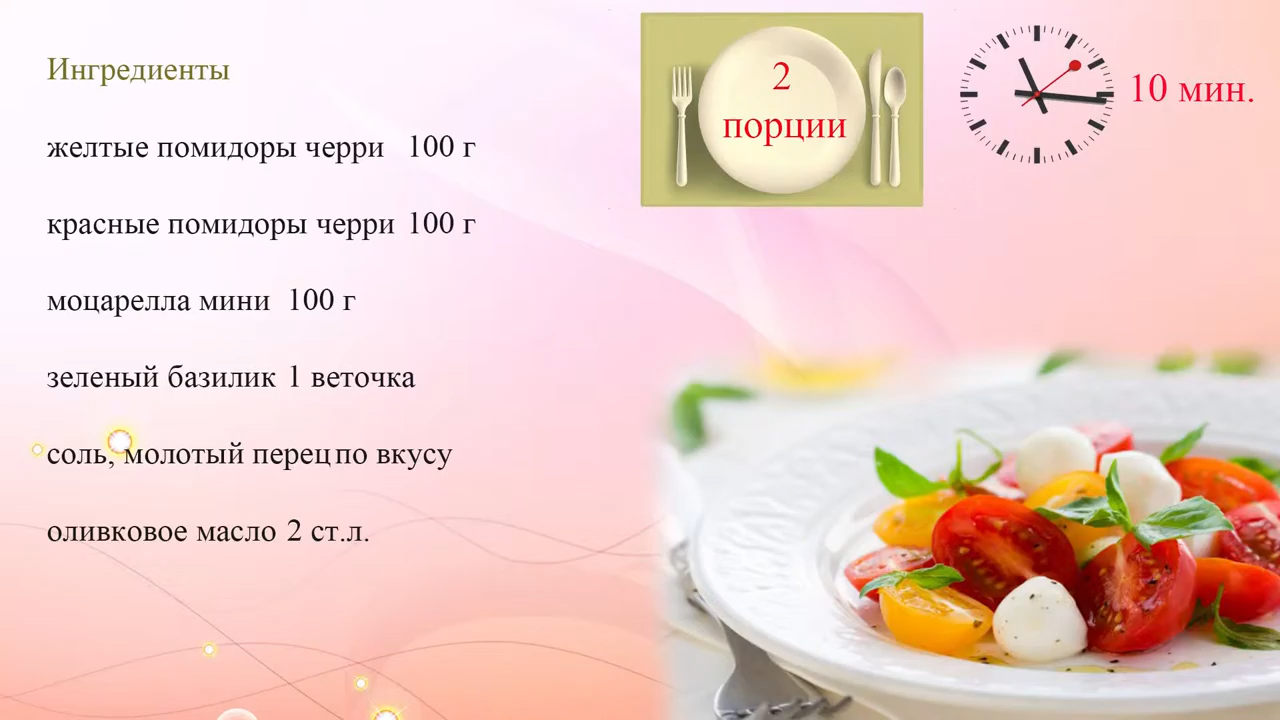 Ингредиенты
желтые помидоры черри 100 г
красные помидоры черри 100 г
моцарелла мини 100 г
зеленый базилик 1 веточка
соль, молотый перец по вкусу
оливковое масло 2 ст.л.
2
порции
10 мин.